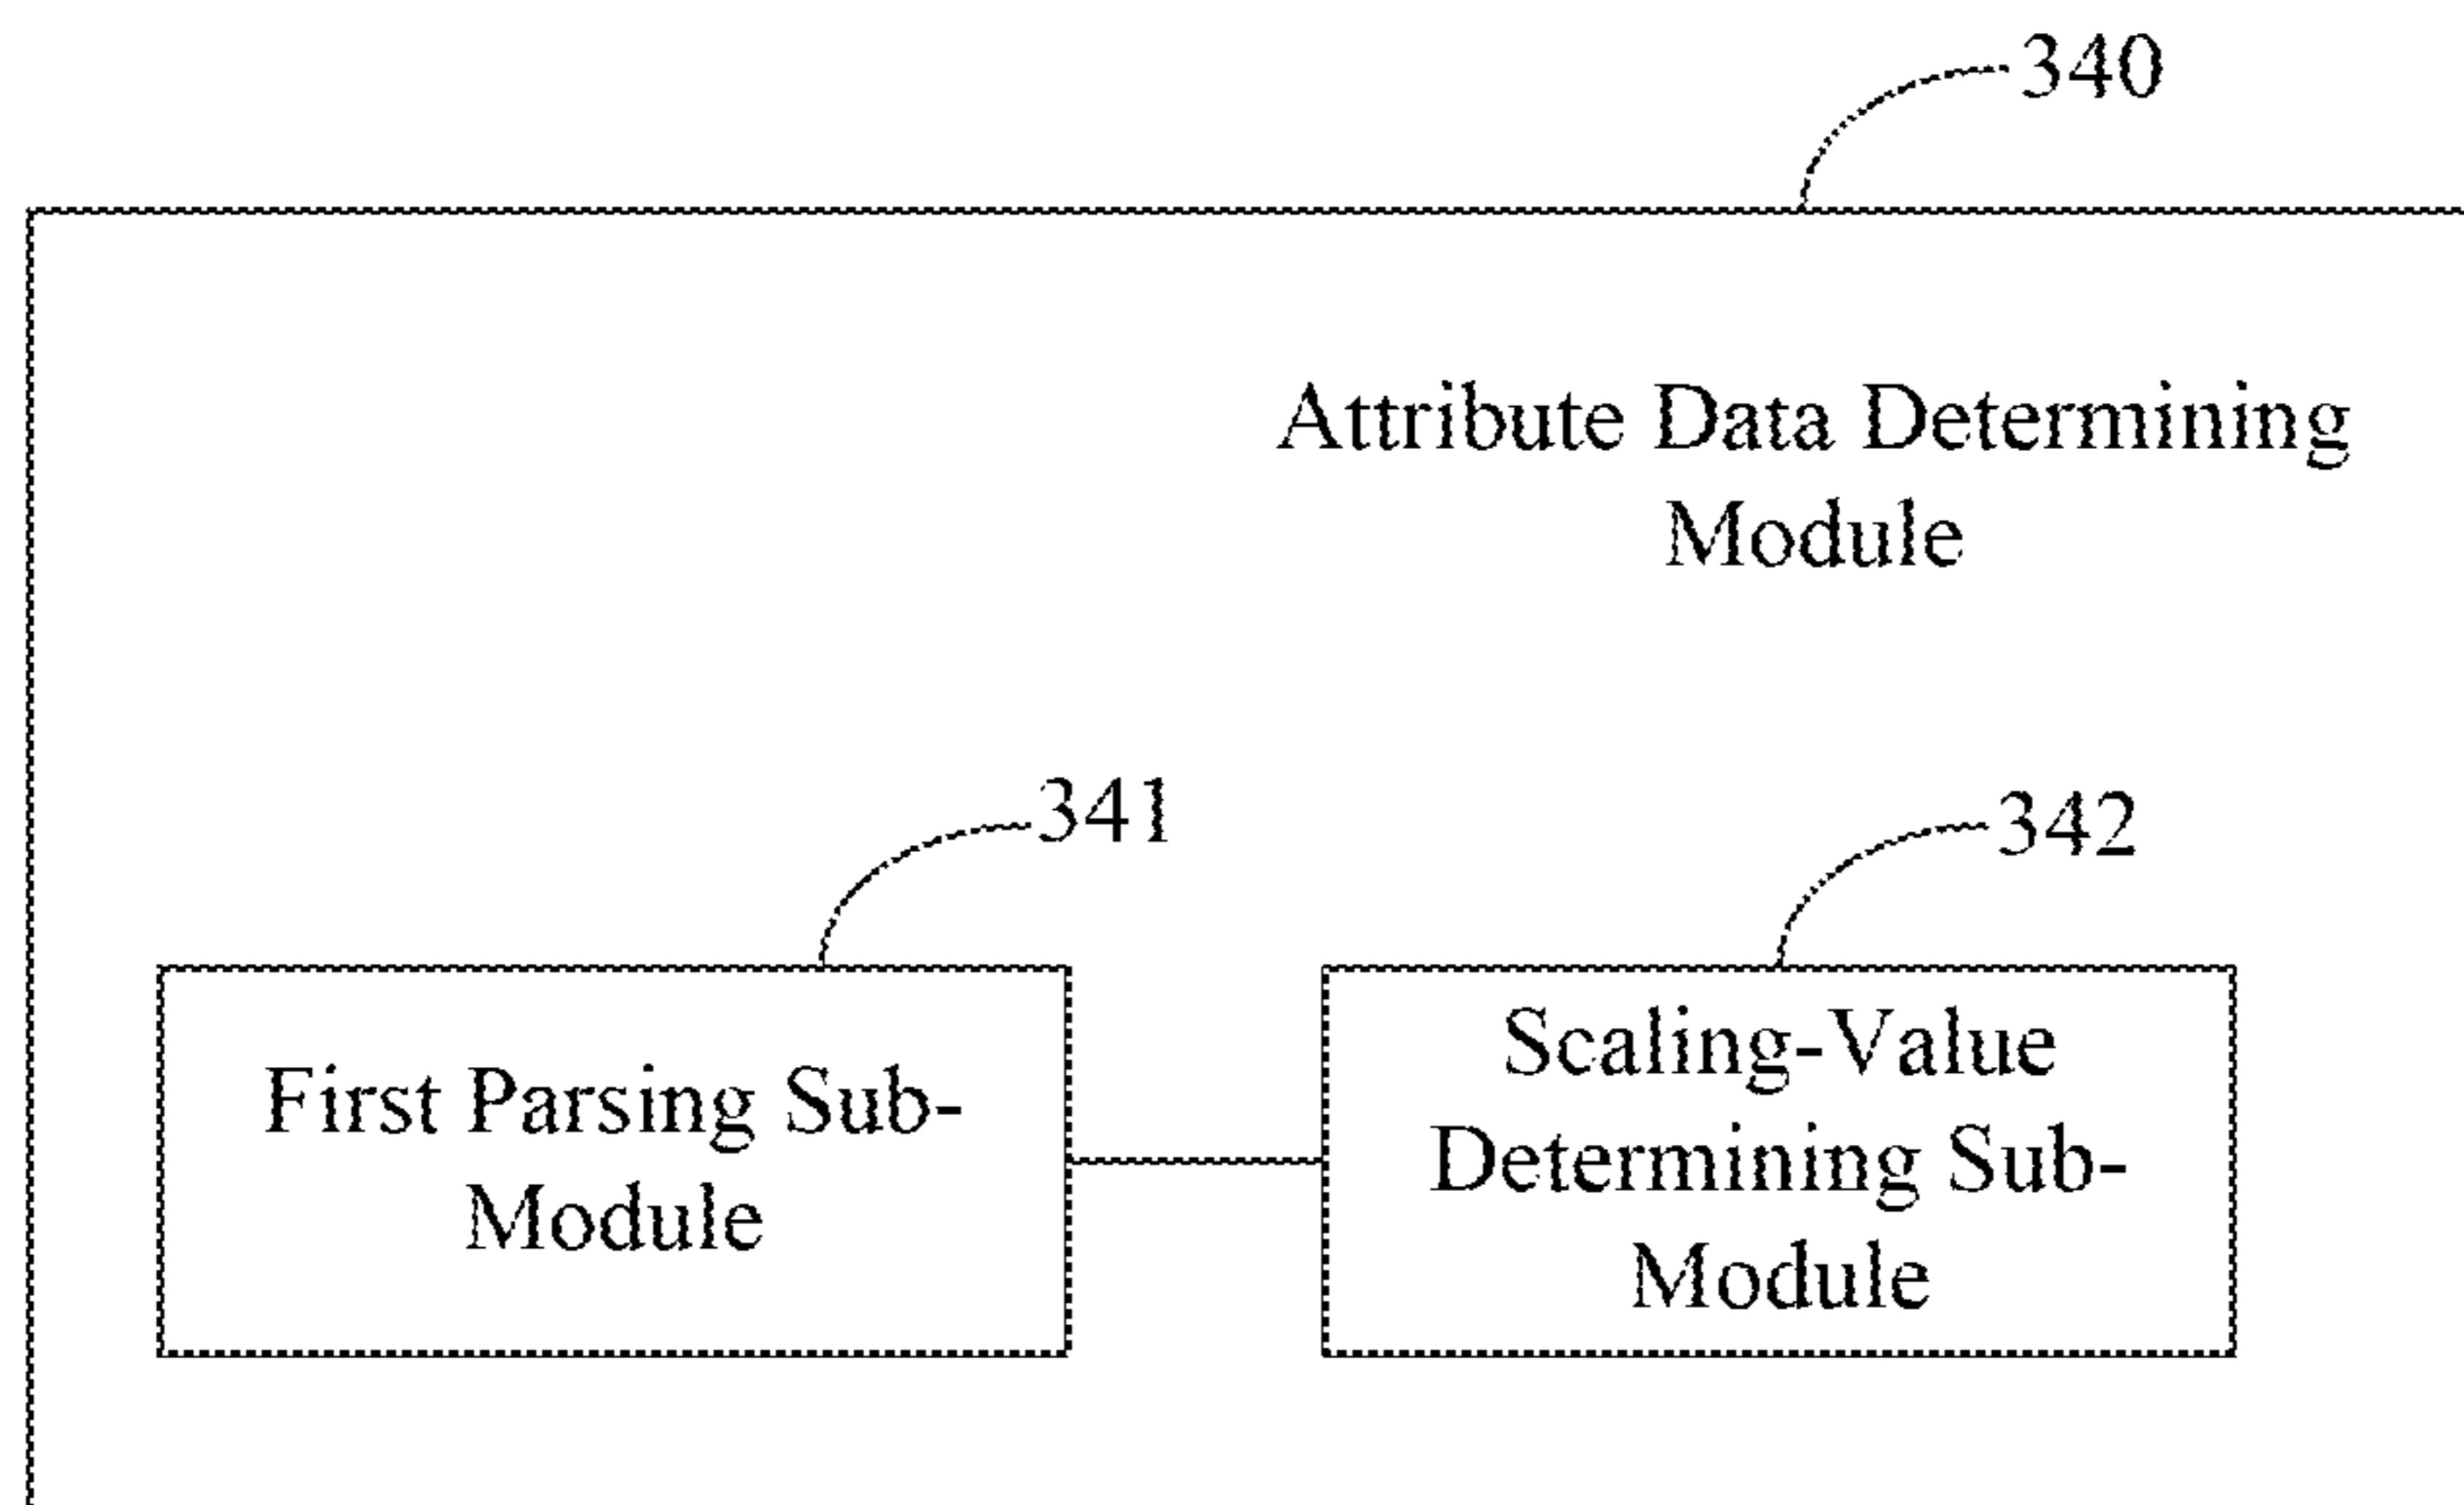 340
Attribute Data Determining
Module
341
342
First Parsing Sub-
Module
Scaling-Value
Determining Sub-
Module